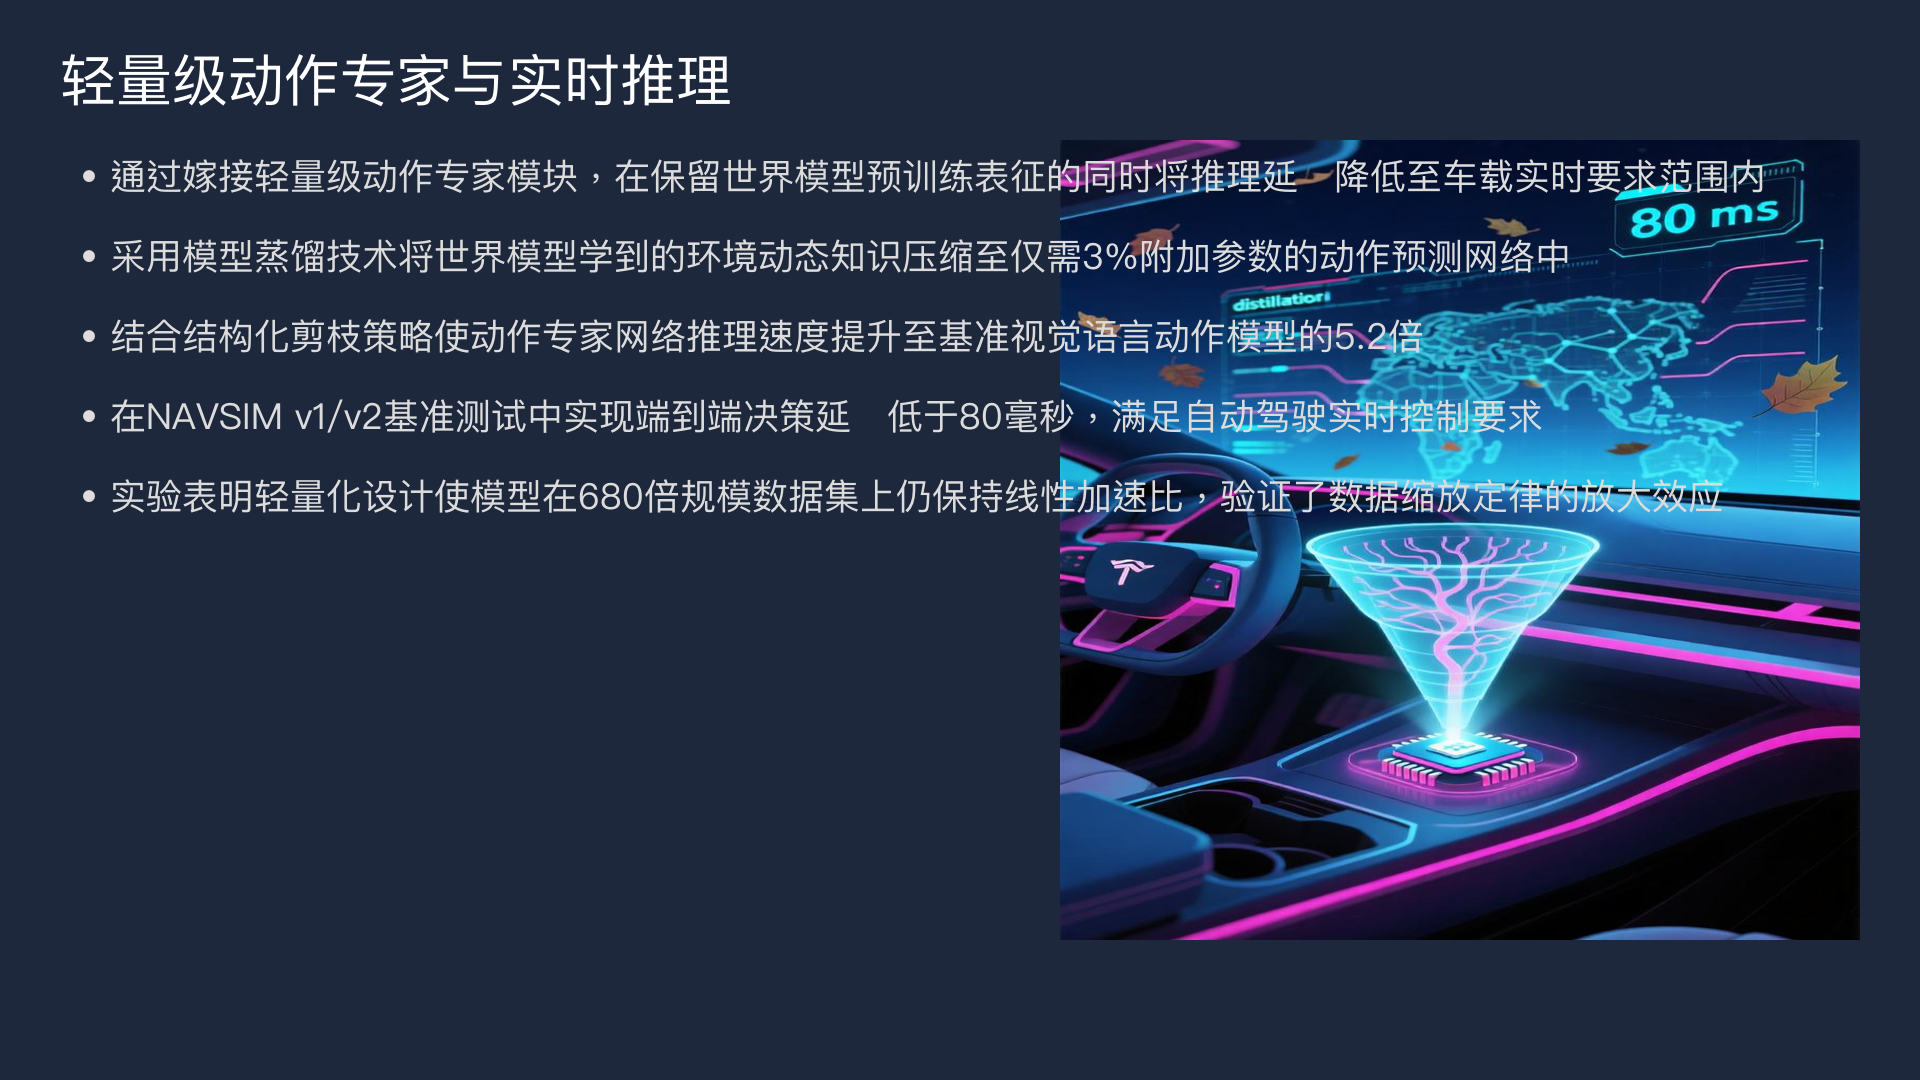 轻量级动作专家与实时推理
• 通过嫁接轻量级动作专家模块，在保留世界模型预训练表征的同时将推理延 降低至车载实时要求范围内
80 ms
• 采用模型蒸馏技术将世界模型学到的环境动态知识压缩至仅需3%附加参数的动作预测网络中
distillation
• 结合结构化剪枝策略使动作专家网络推理速度提升至基准视觉语言动作模型的5.2倍
• 在NAVSIM v1/v2基准测试中实现端到端决策延 低于80毫秒，满足自动驾驶实时控制要求
• 实验表明轻量化设计使模型在680倍规模数据集上仍保持线性加速比，验证了数据缩放定律的放大效应